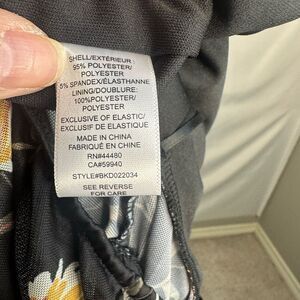 SHELL/EXTÉRIEUR:
95% POLYESTER/
POLYESTER
5% SPANDEX/ÉLASTHANNE
LINING/DOUBLURE:
100%POLYESTER/
POLYESTER
EXCLUSIVE OF ELASTIC/
EXCLUSIF DE ELASTIQUE
MADE IN CHINA
FABRIQUÉ EN CHINE
RN#44480
CA#59940
STYLE#BKD022034
SEE REVERSE
FOR CARE